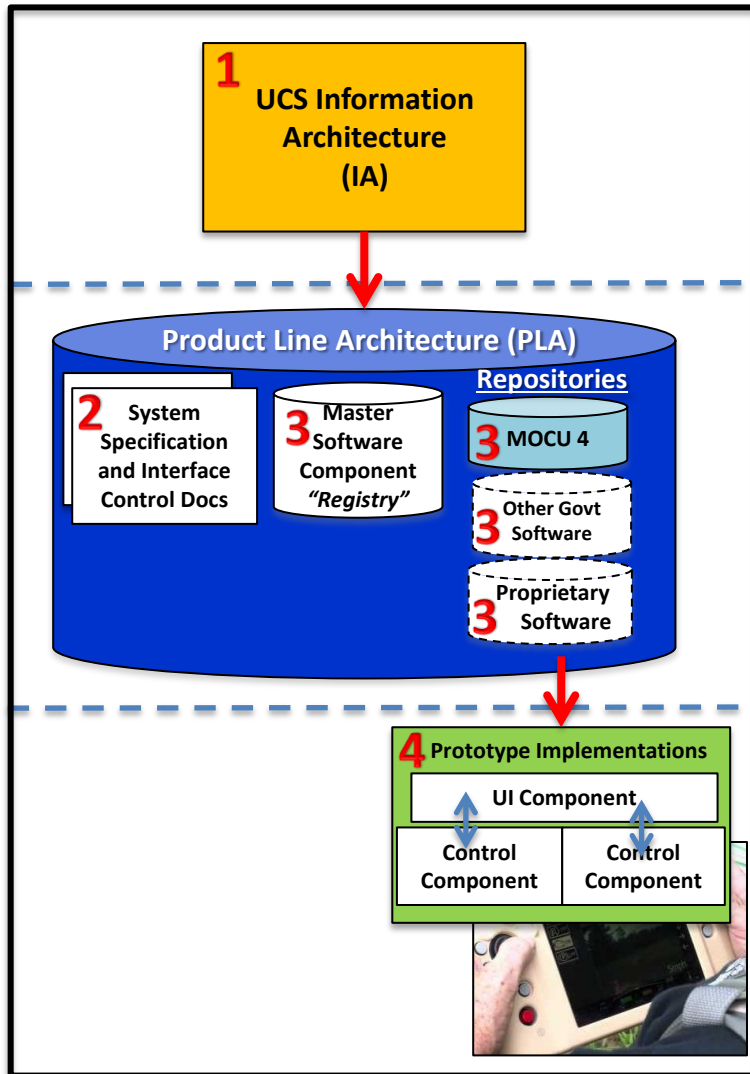 1
UCS Information
Architecture
(IA)
Product Line Architecture (PLA)
2
System
Specification
and Interface
Control Docs
3
Master
Software
Component
“Registry”
Repositories
3 MOCU 4
3
Other Govt
Software
3
Proprietary
Software
4 Prototype Implementations
UI Component
Control
Component
Control
Component